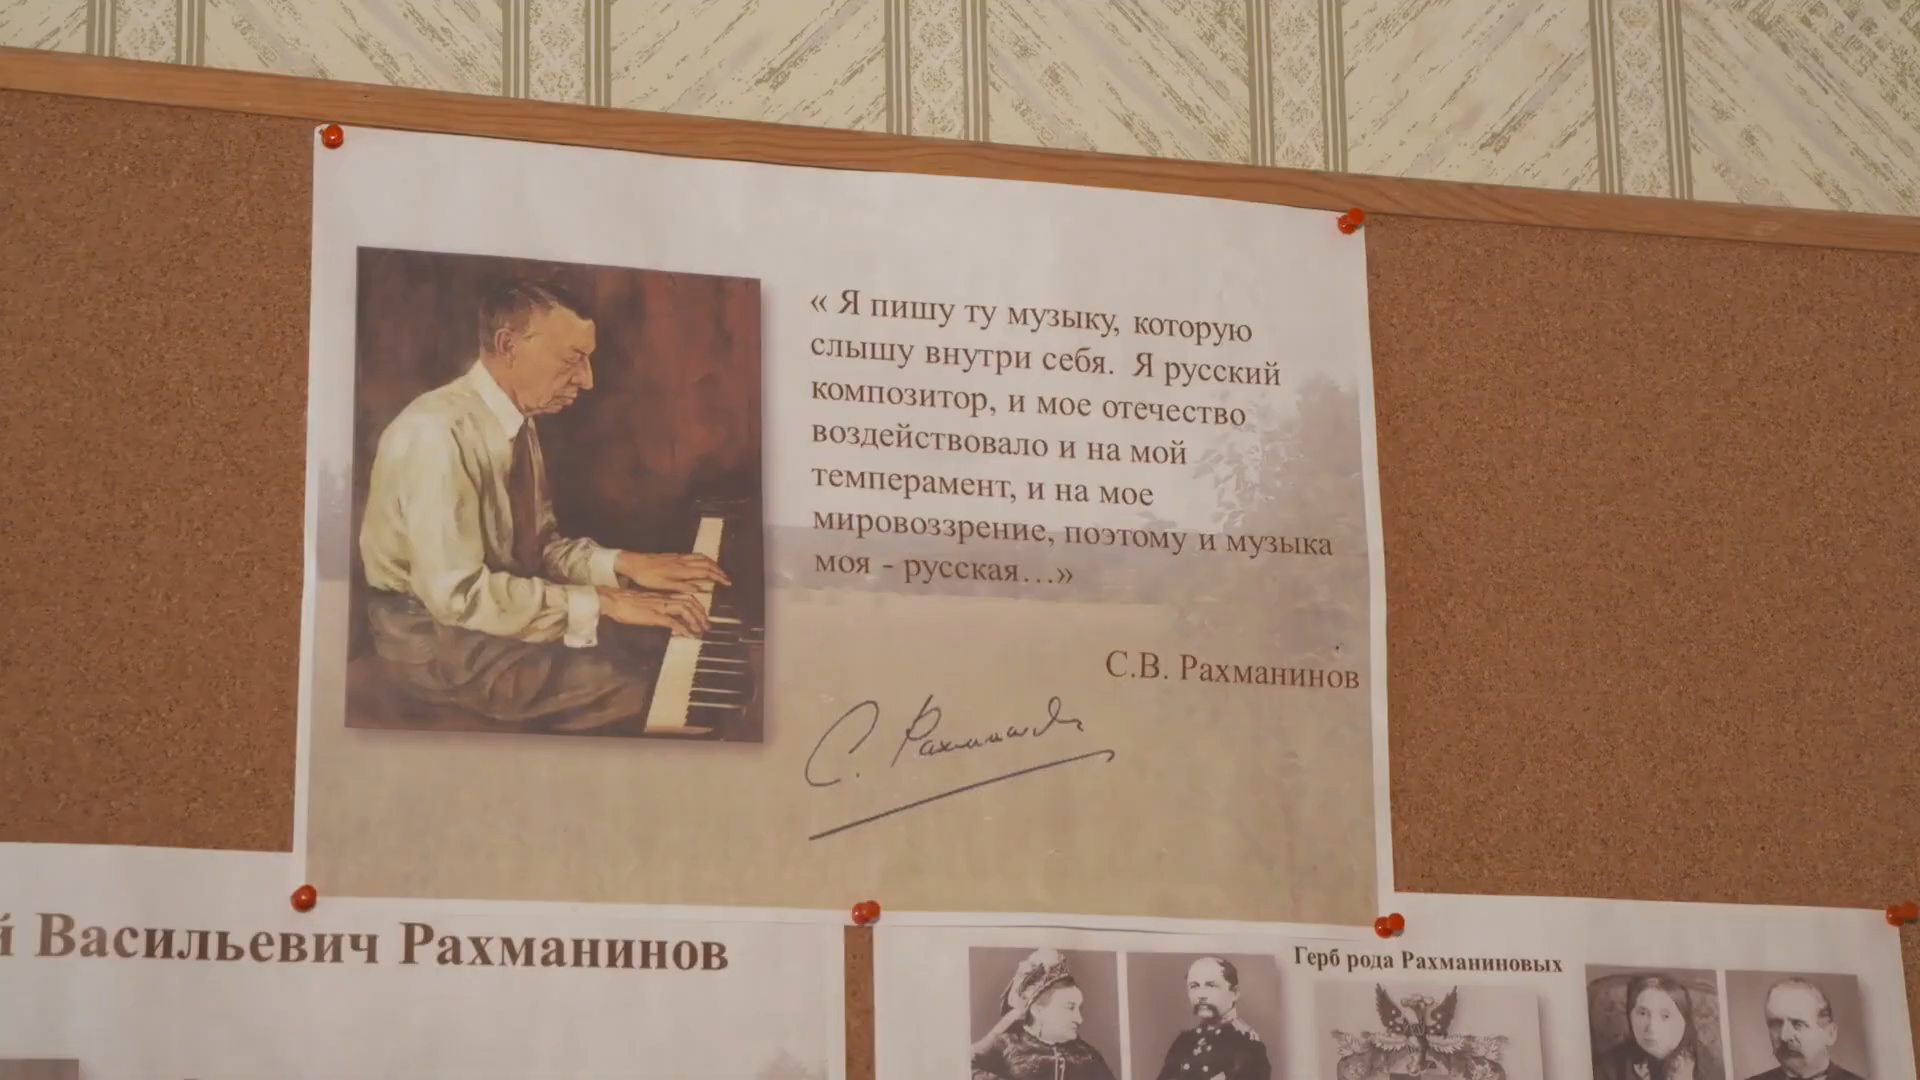 « Я пишу ту музыку, которую
слышу внутри себя. Я русский
композитор, и мое отечество
воздействовало и на мой
темперамент, и на мое
мировоззрение, поэтому и музыка
моя - русская…»
С.В. Рахманинов
С. Рахманинов
й Васильевич Рахманинов
Герб рода Рахманиновых